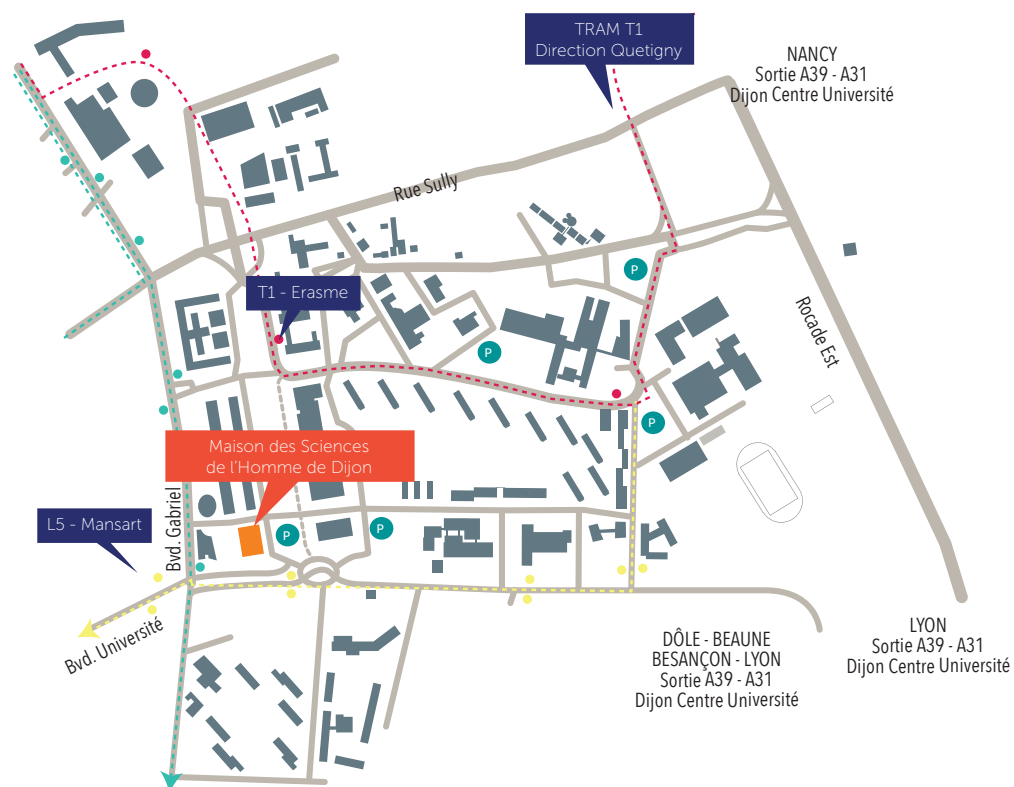 TRAM T1
Direction Quetigny
NANCY
Sortie A39 - A31
Dijon Centre Université
Rue Sully
P
T1 - Erasme
Rocade Est
P
P
Maison des Sciences
de l'Homme de Dijon
Bvd. Gabriel
L5 - Mansart
P
P
Bvd. Université
DÔLE - BEAUNE
BESANÇON - LYON
Sortie A39 - A31
Dijon Centre Université
LYON
Sortie A39 - A31
Dijon Centre Université